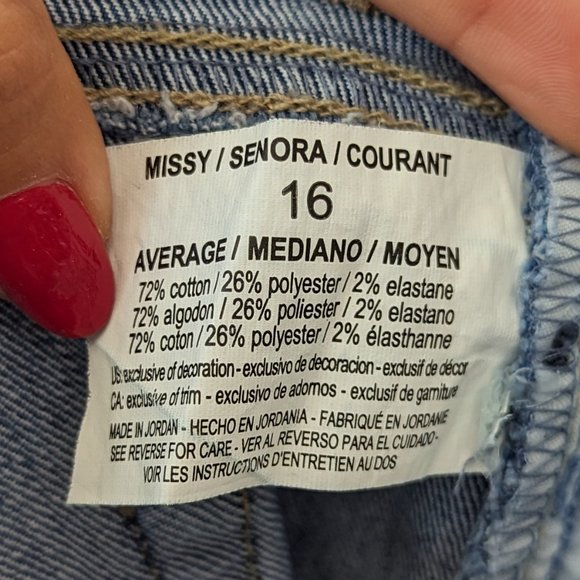 MISSY / SENORA / COURANT
16
AVERAGE / MEDIANO / MOYEN
72% cotton / 26% polyester / 2% elastane
72% algodon / 26% poliester / 2% elastano
72% coton / 26% polyester / 2% élasthanne
US: exclusive of decoration - exclusivo de decoracion - exclusif de décor
CA: exclusive of trim - exclusivo de adornos - exclusif de garniture
MADE IN JORDAN - HECHO EN JORDANIA - FABRIQUÉ EN JORDANIE
SEE REVERSE FOR CARE - VER AL REVERSO PARA EL CUIDADO -
VOIR LES INSTRUCTIONS D'ENTRETIEN AU DOS